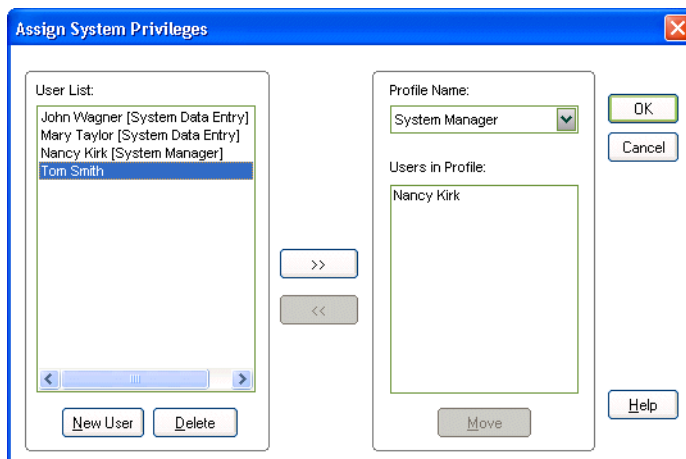 Assign System Privileges
User List:
John Wagner [System Data Entry]
Mary Taylor [System Data Entry]
Nancy Kirk [System Manager]
Tom Smith
New User
Delete
>>
<<
Profile Name:
System Manager
Users in Profile:
Nancy Kirk
Move
OK
Cancel
Help